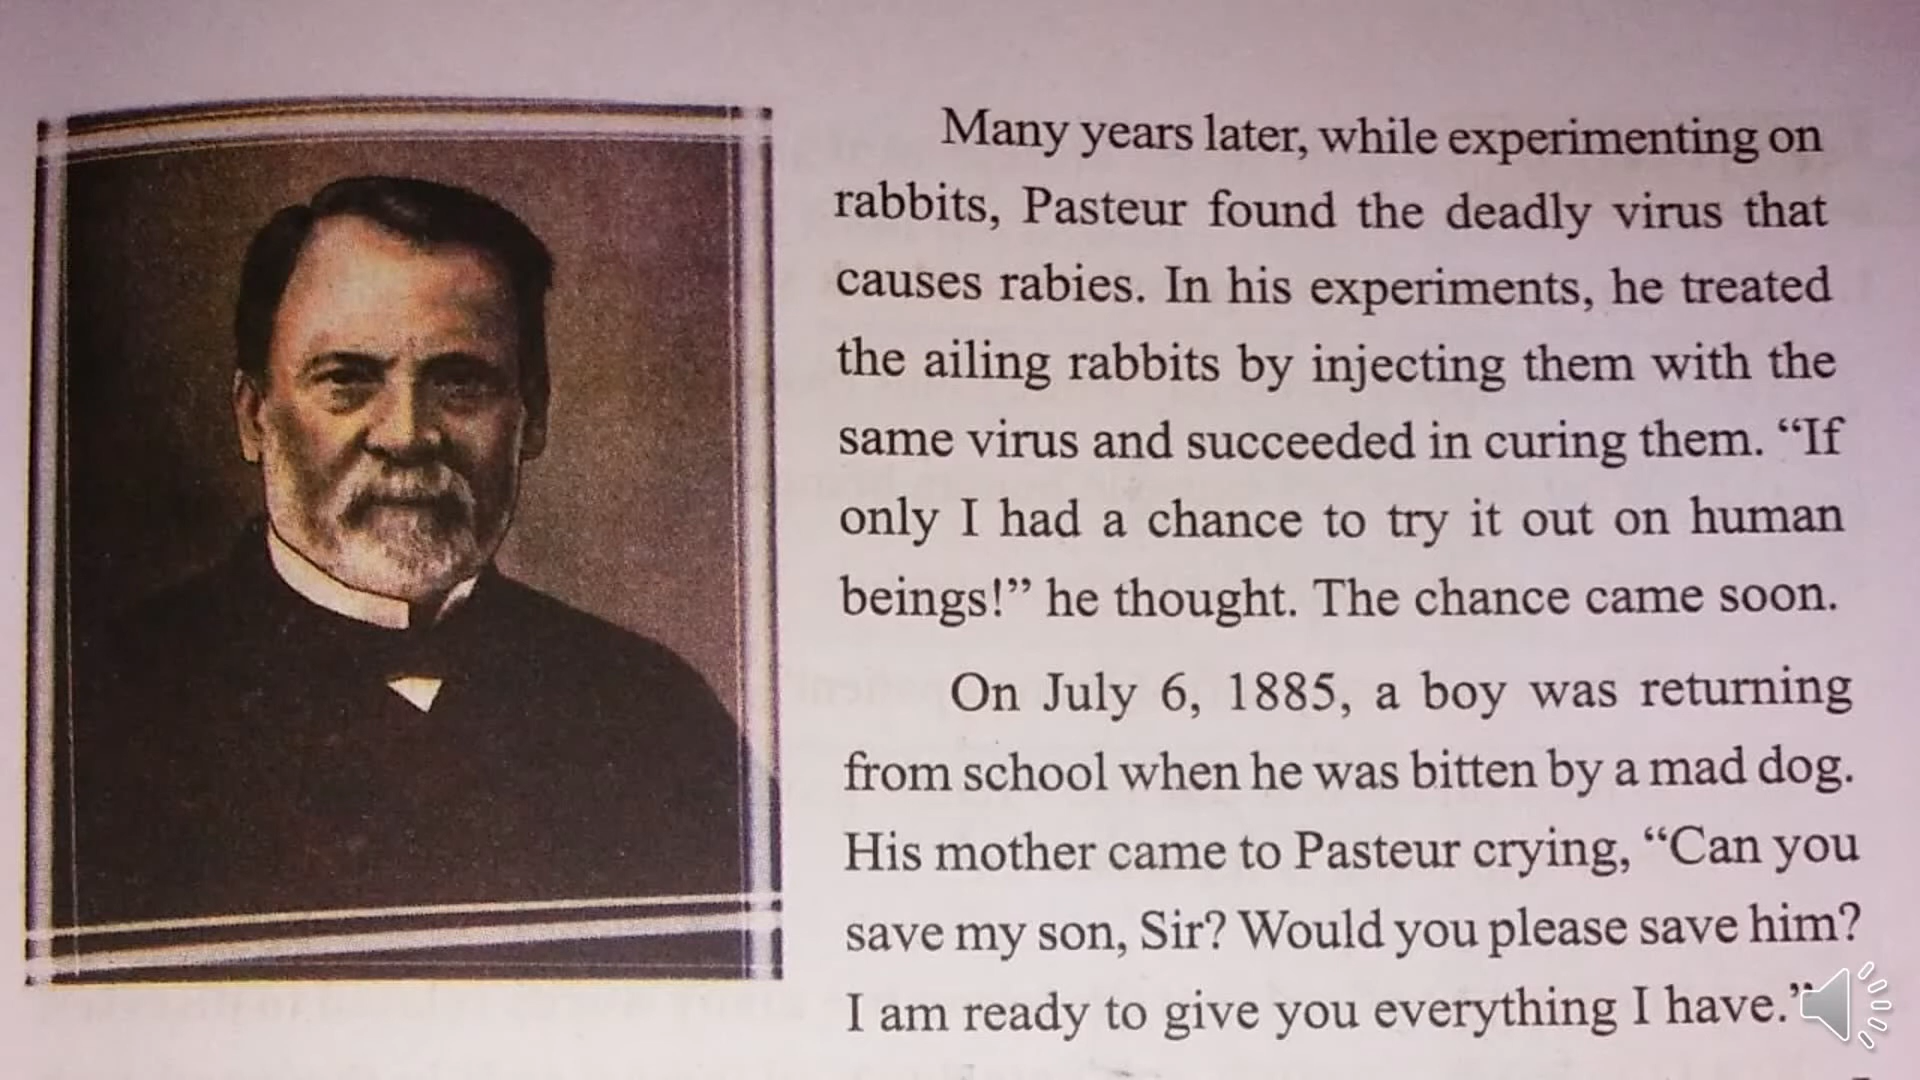 Many years later, while experimenting on
rabbits, Pasteur found the deadly virus that
causes rabies. In his experiments, he treated
the ailing rabbits by injecting them with the
same virus and succeeded in curing them. “If
only I had a chance to try it out on human
beings!” he thought. The chance came soon.
On July 6, 1885, a boy was returning
from school when he was bitten by a mad dog.
His mother came to Pasteur crying, “Can you
save my son, Sir? Would you please save him?
I am ready to give you everything I have.”